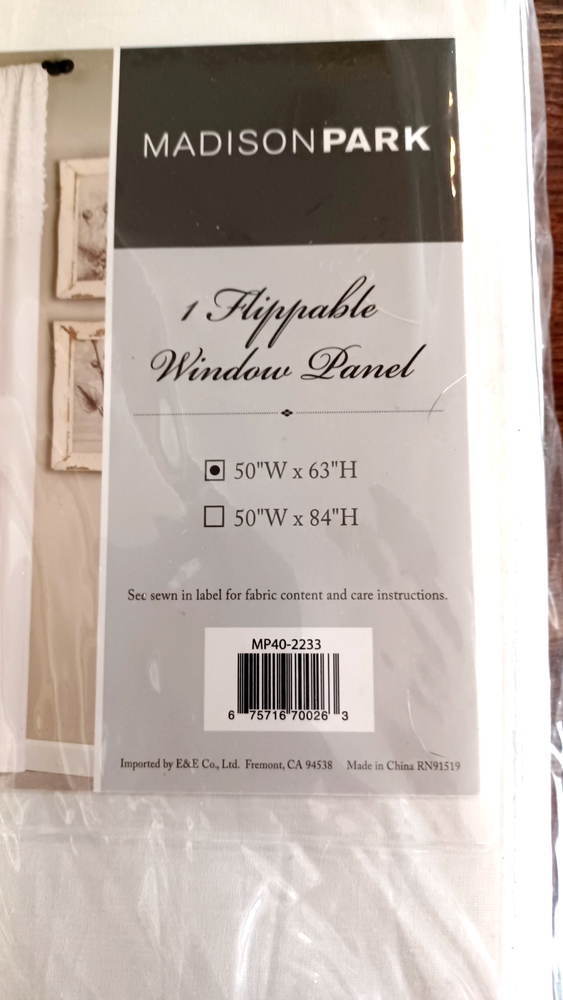 MADISONPARK
1 Flippable
Window Panel
50"W x 63"H
50"W x 84"H
See sewn in label for fabric content and care instructions.
MP40-2233
6 75716 70026 3
Imported by E&E Co., Ltd. Fremont, CA 94538 Made in China RN91519